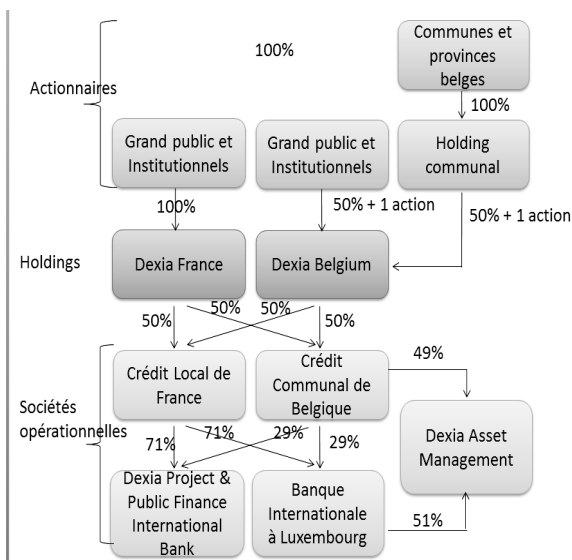 Communes et
provinces
belges
100%
Actionnaires
100%
Grand public et
Institutionnels
Grand public et
Institutionnels
Holding
communal
100%
50% + 1 action
50% + 1 action
Holdings
Dexia France
Dexia Belgium
50%
50%
50%
50%
Sociétés
opérationnelles
Crédit Local de
France
Crédit
Communal de
Belgique
49%
Dexia Asset
Management
71%
71%
29%
29%
Dexia Project &
Public Finance
International
Bank
Banque
Internationale
à Luxembourg
51%